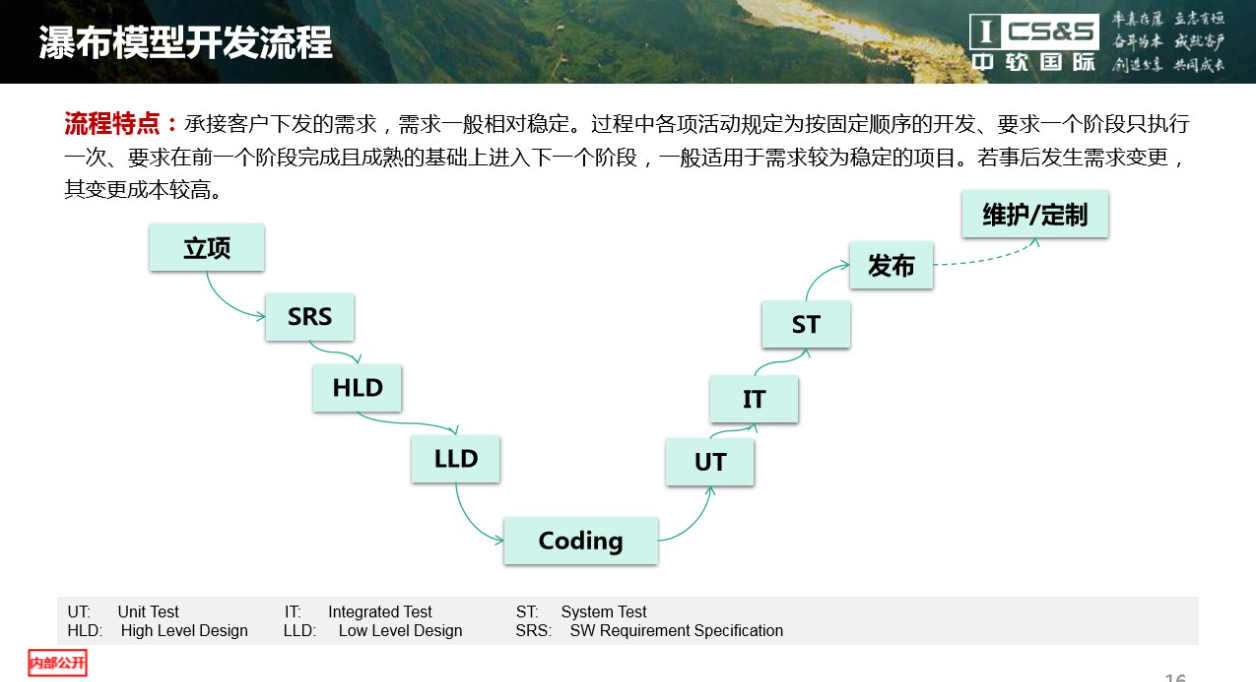 瀑布模型开发流程
I CS&S
中软国际
率真在厚 立志有恒
奋斗为本 成就客户
创造分享 共同成长
流程特点：承接客户下发的需求，需求一般相对稳定。过程中各项活动规定为按固定顺序的开发、要求一个阶段只执行
一次、要求在前一个阶段完成且成熟的基础上进入下一个阶段，一般适用于需求较为稳定的项目。若事后发生需求变更，
其变更成本较高。
维护/定制
立项
发布
SRS
ST
HLD
IT
LLD
UT
Coding
UT: Unit Test IT: Integrated Test ST: System Test
HLD: High Level Design LLD: Low Level Design SRS: SW Requirement Specification
内部公开
16